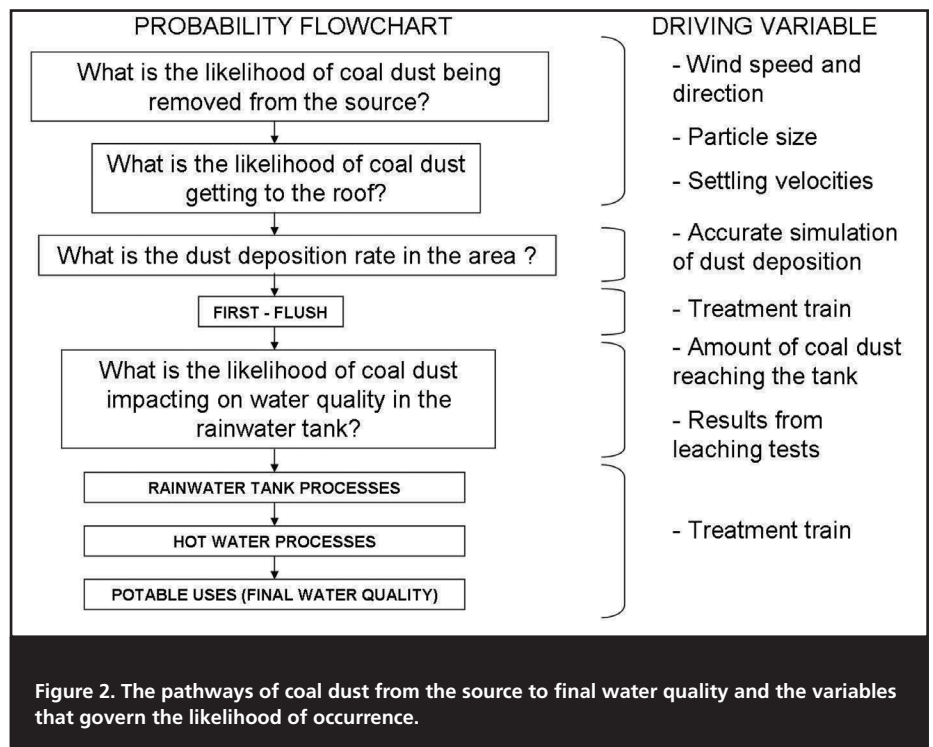 PROBABILITY FLOWCHART
DRIVING VARIABLE
What is the likelihood of coal dust being
removed from the source?
What is the likelihood of coal dust
getting to the roof?
What is the dust deposition rate in the area ?
FIRST - FLUSH
What is the likelihood of coal dust
impacting on water quality in the
rainwater tank?
RAINWATER TANK PROCESSES
HOT WATER PROCESSES
POTABLE USES (FINAL WATER QUALITY)
- Wind speed and
direction
- Particle size
- Settling velocities
- Accurate simulation
of dust deposition
- Treatment train
- Amount of coal dust
reaching the tank
- Results from
leaching tests
- Treatment train
Figure 2. The pathways of coal dust from the source to final water quality and the variables
that govern the likelihood of occurrence.